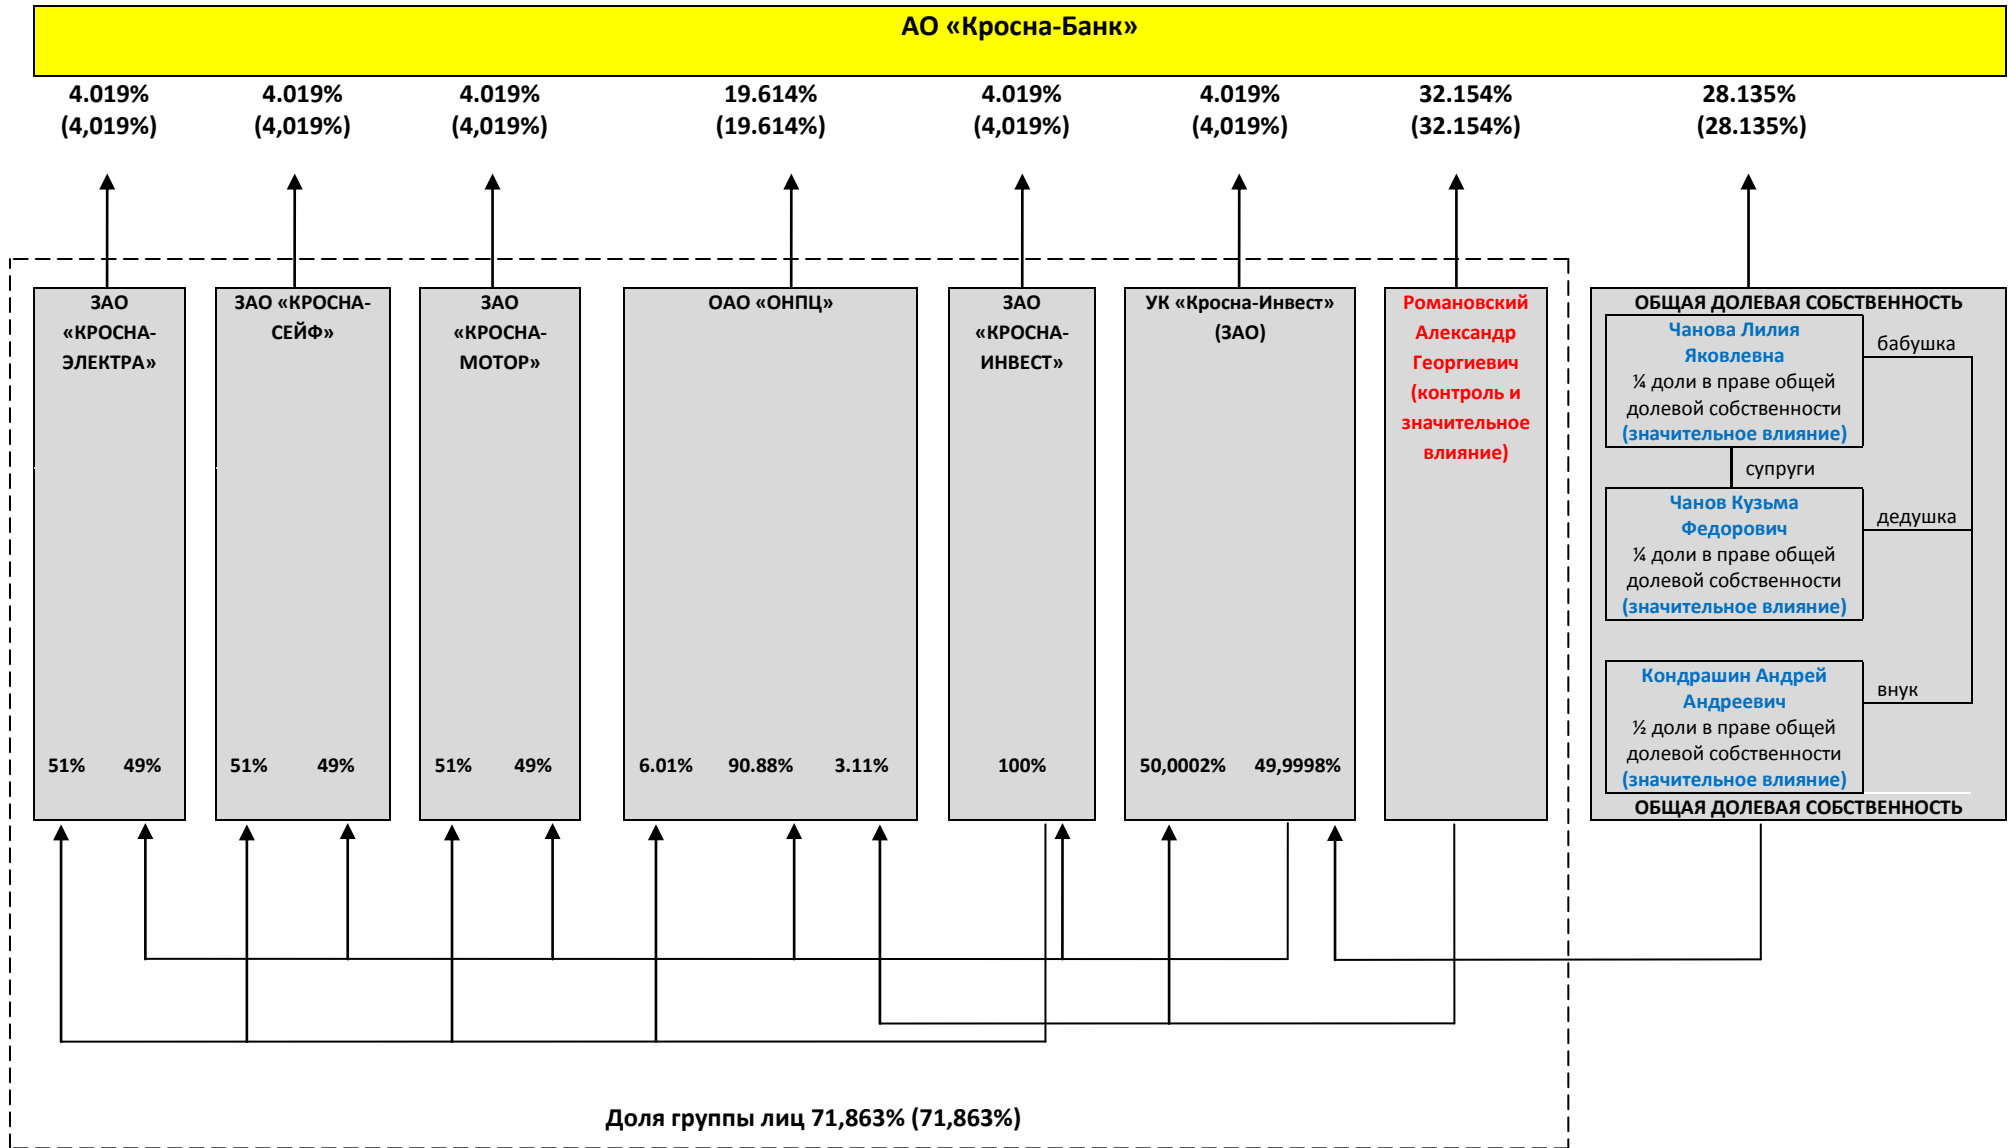 АО «Кросна-Банк»
4.019%
(4,019%)
4.019%
(4,019%)
4.019%
(4,019%)
19.614%
(19.614%)
4.019%
(4,019%)
4.019%
(4,019%)
32.154%
(32.154%)
28.135%
(28.135%)
ЗАО
«КРОСНА-
ЭЛЕКТРА»
51% 49%
ЗАО «КРОСНА-
СЕЙФ»
51% 49%
ЗАО
«КРОСНА-
МОТОР»
51% 49%
ОАО «ОНПЦ»
6.01% 90.88% 3.11%
ЗАО
«КРОСНА-
ИНВЕСТ»
100%
УК «Кросна-Инвест»
(ЗАО)
50,0002% 49,9998%
Романовский
Александр
Георгиевич
(контроль и
значительное
влияние)
ОБЩАЯ ДОЛЕВАЯ СОБСТВЕННОСТЬ
Чанова Лилия
Яковлевна
¼ доли в праве общей
долевой собственности
(значительное влияние)
бабушка
супруги
Чанов Кузьма
Федорович
¼ доли в праве общей
долевой собственности
(значительное влияние)
дедушка
Кондрашин Андрей
Андреевич
½ доли в праве общей
долевой собственности
(значительное влияние)
внук
ОБЩАЯ ДОЛЕВАЯ СОБСТВЕННОСТЬ
Доля группы лиц 71,863% (71,863%)